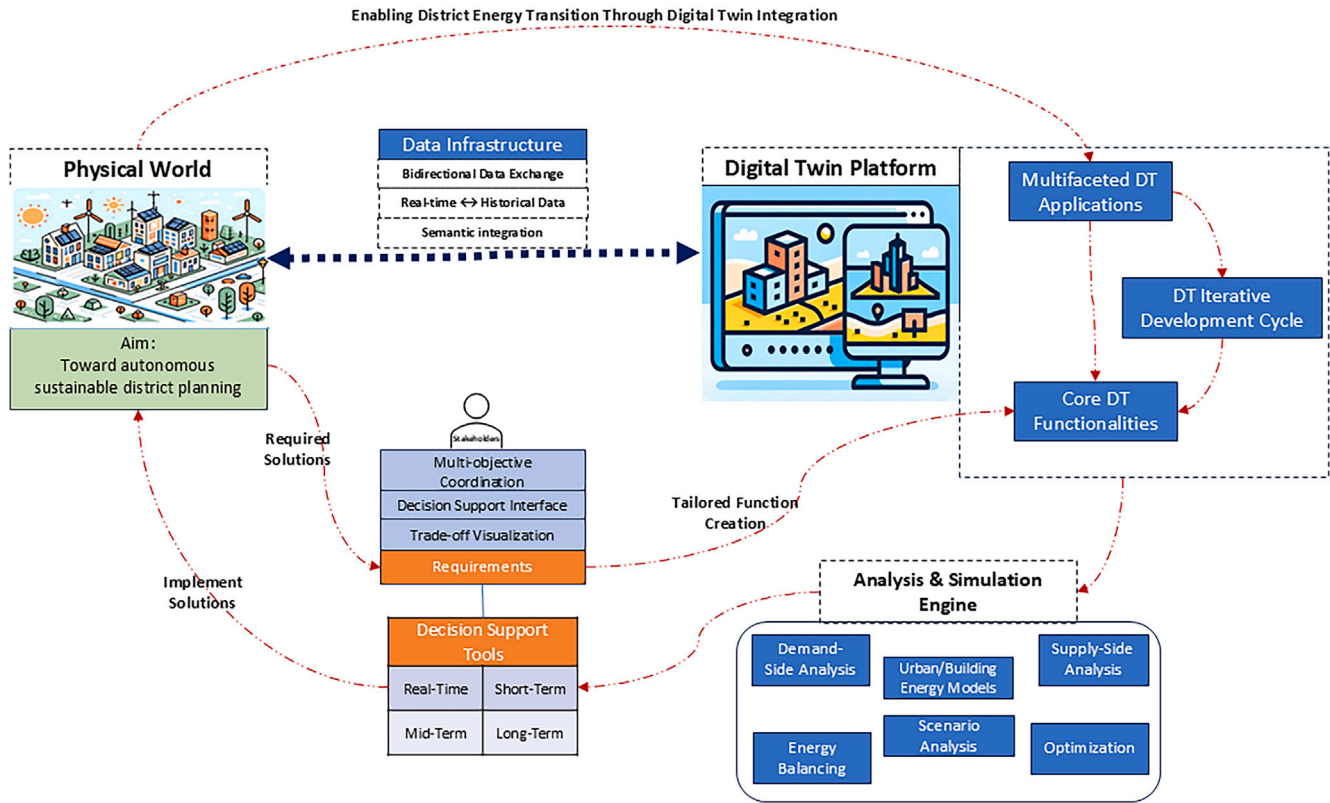 Enabling District Energy Transition Through Digital Twin Integration
Physical World
Aim:
Toward autonomous
sustainable district planning
Data Infrastructure
Bidirectional Data Exchange
Real-time ↔ Historical Data
Semantic integration
Digital Twin Platform
Multifaceted DT
Applications
DT Iterative
Development Cycle
Core DT
Functionalities
Required
Solutions
Stakeholders
Multi-objective
Coordination
Decision Support Interface
Trade-off Visualization
Requirements
Tailored Function
Creation
Implement
Solutions
Decision Support
Tools
Real-Time
Short-Term
Mid-Term
Long-Term
Analysis & Simulation
Engine
Demand-
Side Analysis
Urban/Building
Energy Models
Supply-Side
Analysis
Energy
Balancing
Scenario
Analysis
Optimization